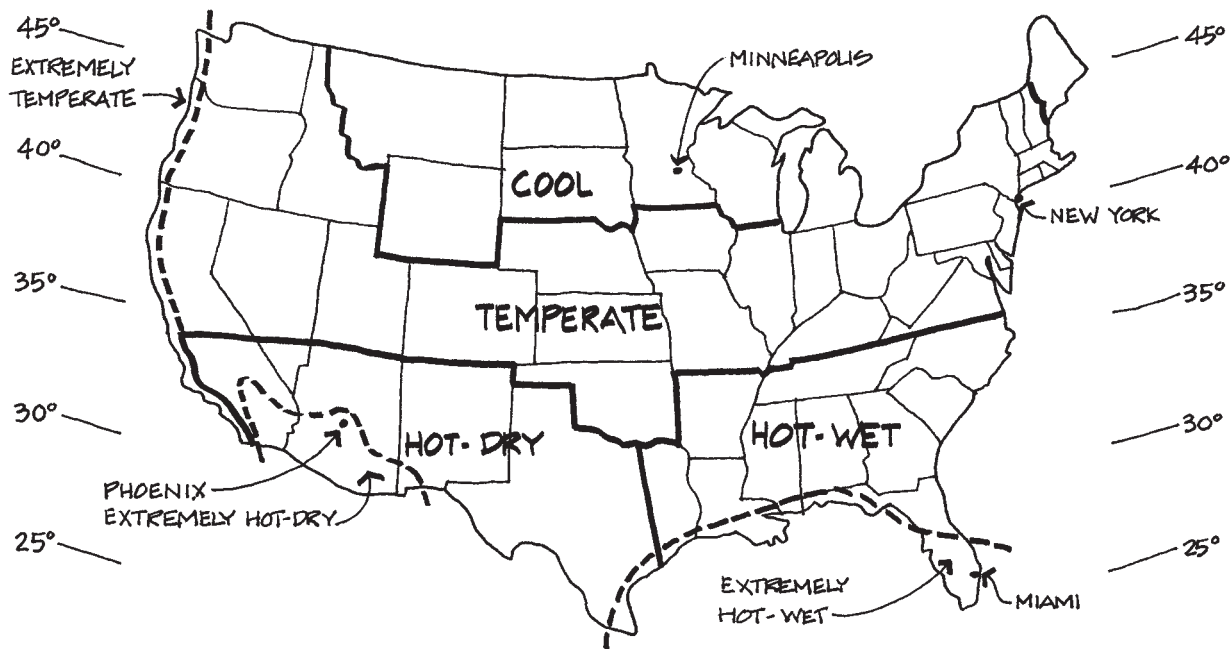 45°
EXTREMELY
TEMPERATE
40°
35°
30°
25°
MINNEAPOLIS
COOL
TEMPERATE
HOT-DRY
HOT-WET
PHOENIX
EXTREMELY HOT-DRY
EXTREMELY
HOT-WET
MIAMI
NEW YORK
45°
40°
35°
30°
25°